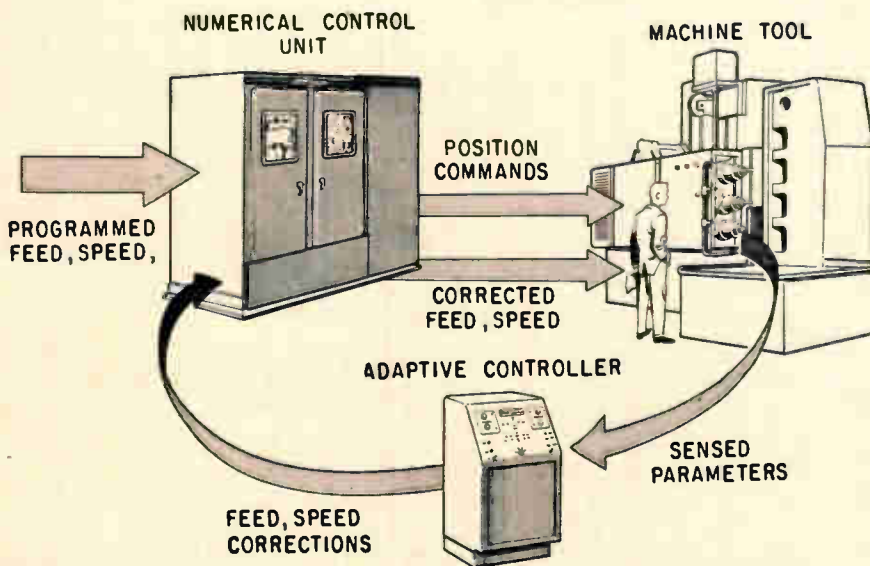 NUMERICAL CONTROL
UNIT
MACHINE TOOL
POSITION
COMMANDS
PROGRAMMED
FEED, SPEED,
CORRECTED
FEED, SPEED
ADAPTIVE CONTROLLER
SENSED
PARAMETERS
FEED, SPEED
CORRECTIONS